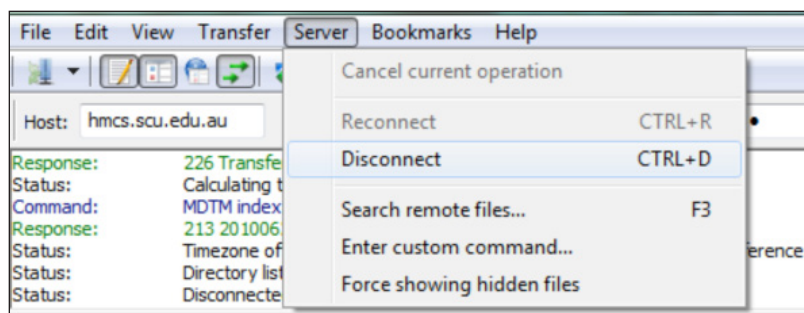 File Edit View Transfer Server Bookmarks Help
Cancel current operation
Host: hmcs.scu.edu.au
Reconnect CTRL+R
Disconnect CTRL+D
Search remote files... F3
Enter custom command...
Force showing hidden files
Response: 226 Transfe
Status: Calculating t
Command: MDTM index
Response: 213 201006
Status: Timezone of erence
Status: Directory list
Status: Disconnecte